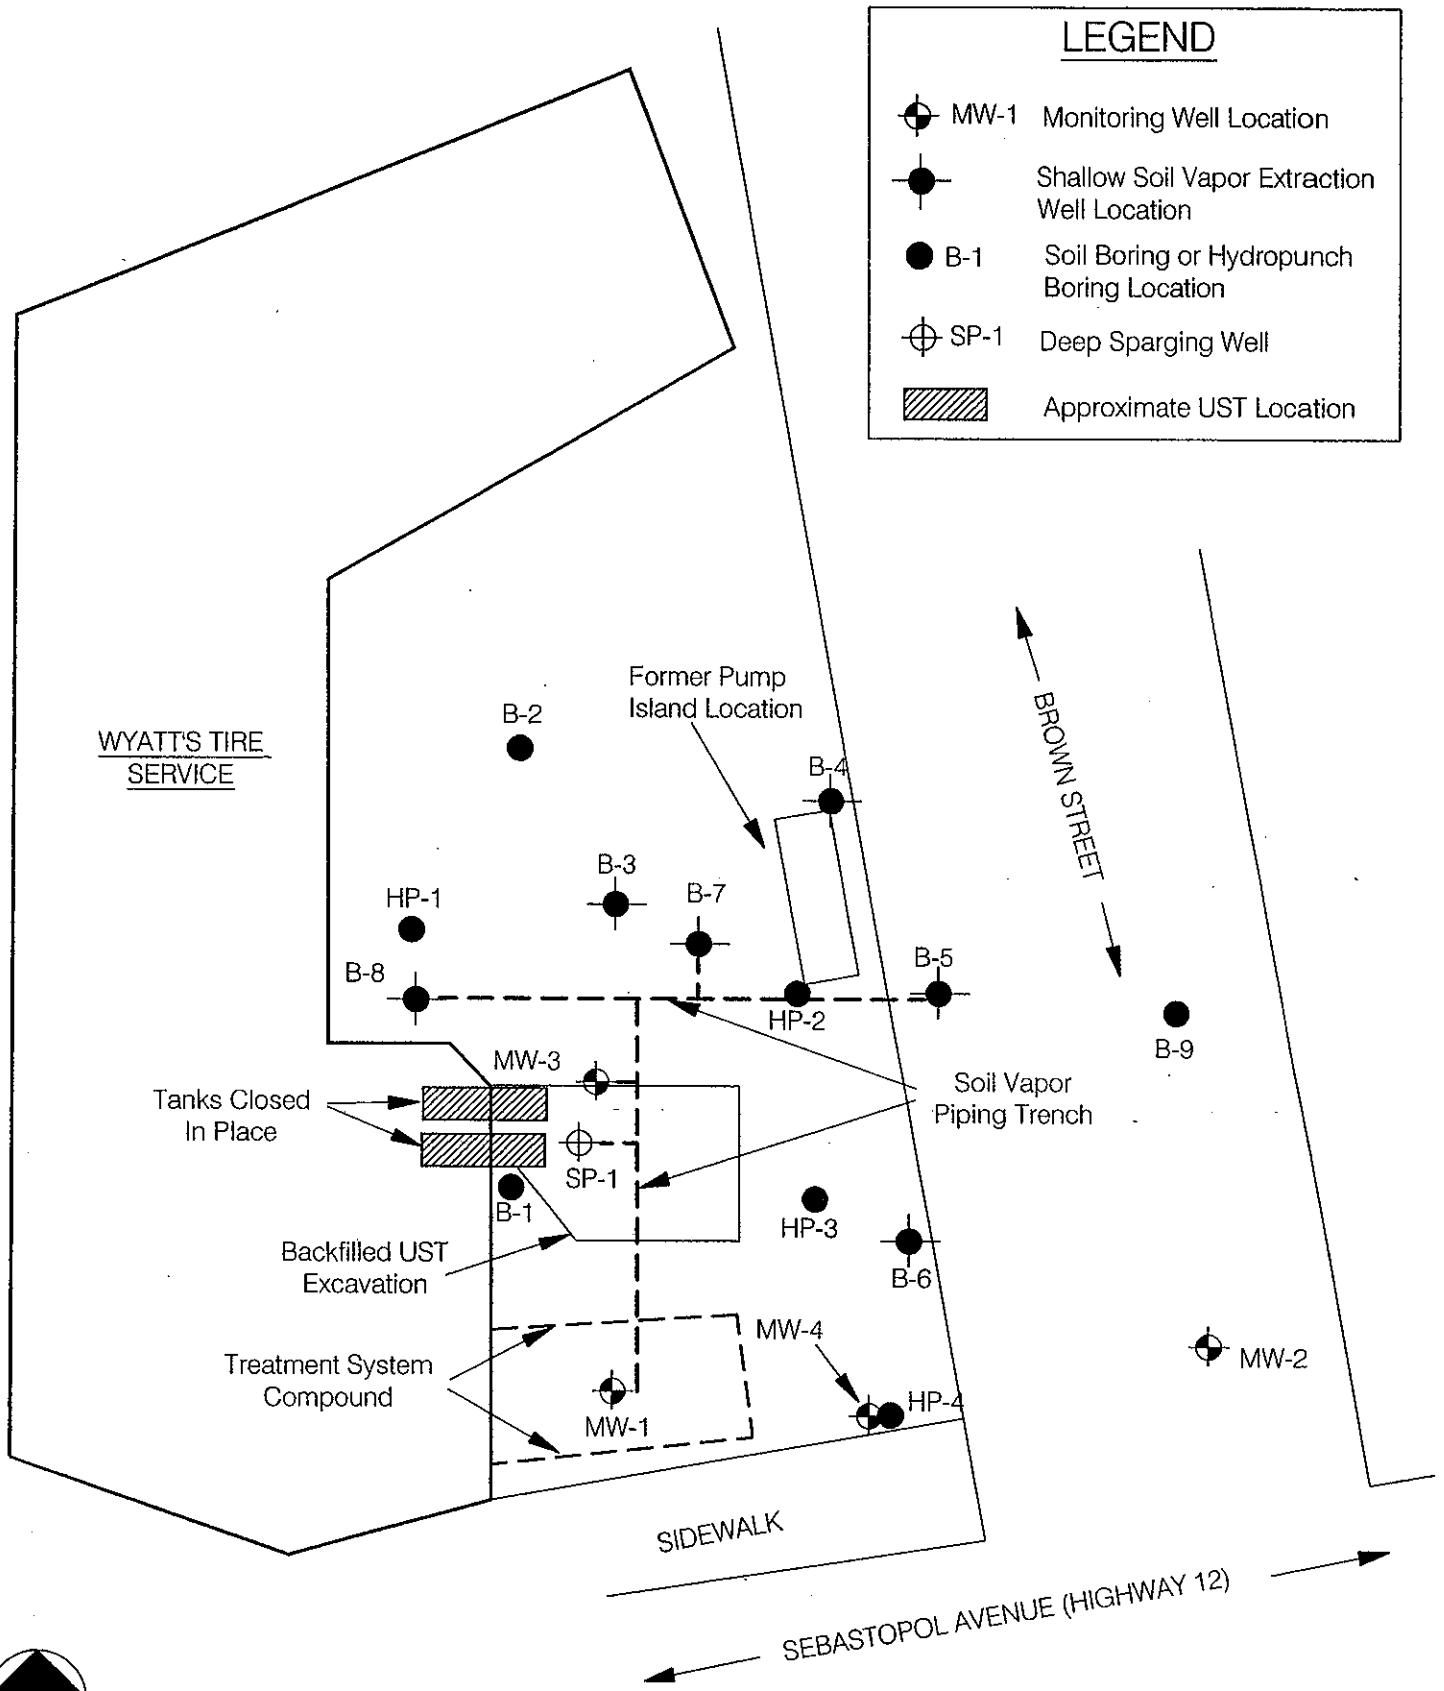 LEGEND
MW-1 Monitoring Well Location
Shallow Soil Vapor Extraction
Well Location
B-1 Soil Boring or Hydropunch
Boring Location
SP-1 Deep Sparging Well
Approximate UST Location
Former Pump
Island Location
B-2
WYATT'S TIRE
SERVICE
B-4
BROWN STREET
B-3
B-7
HP-1
B-5
B-8
HP-2
B-9
MW-3
Soil Vapor
Piping Trench
Tanks Closed
In Place
SP-1
B-1
HP-3
Backfilled UST
Excavation
B-6
MW-4
MW-2
Treatment System
Compound
HP-4
MW-1
SIDEWALK
SEBASTOPOL AVENUE (HIGHWAY 12)